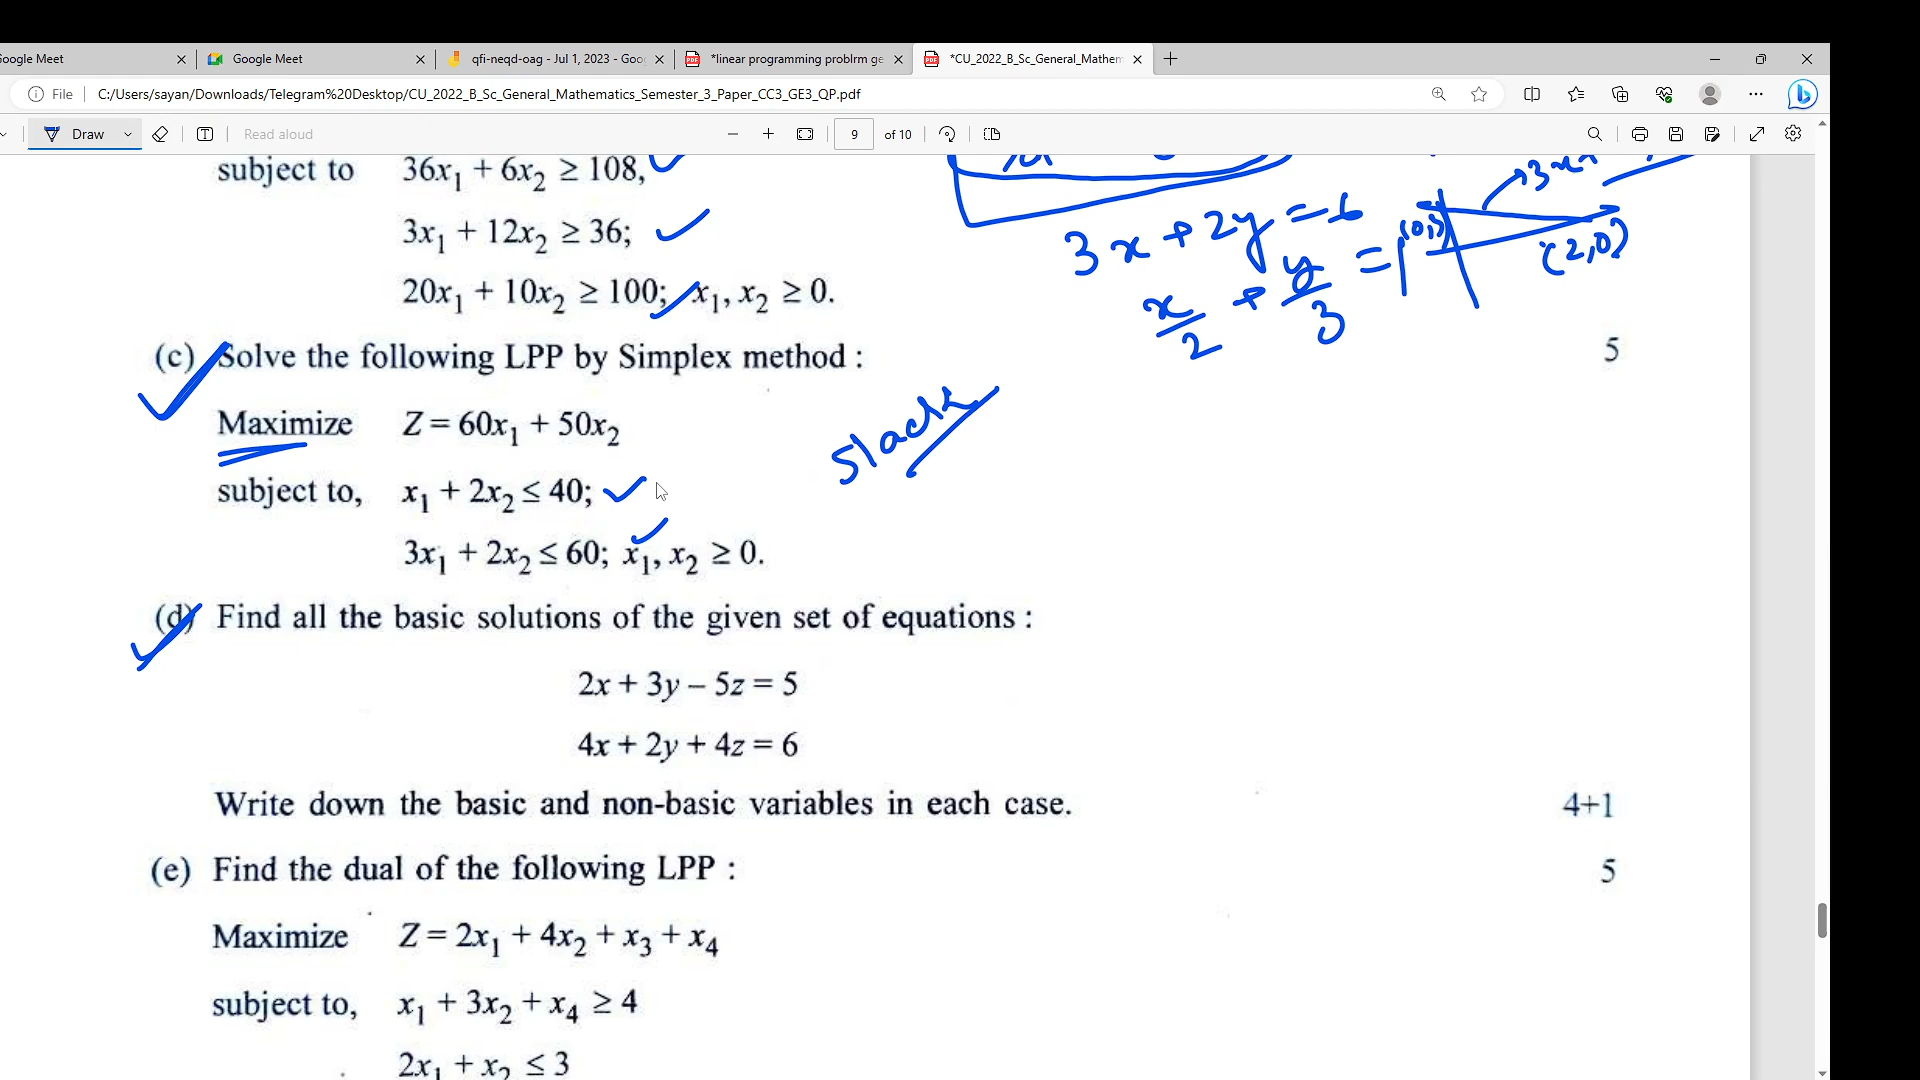 Google Meet
Google Meet
qfi-neqd-oag - Jul 1, 2023 - Goo
*linear programming problrm ge
*CU_2022_B_Sc_General_Mathem
File
C:/Users/sayan/Downloads/Telegram%20Desktop/CU_2022_B_Sc_General_Mathematics_Semester_3_Paper_CC3_GE3_QP.pdf
Draw
Read aloud
9 of 10
subject to 36x₁ + 6x₂ ≥ 108,
3x₁ + 12x₂ ≥ 36;
20x₁ + 10x₂ ≥ 100; x₁, x₂ ≥ 0.
3x + 2y = 6
x/2 + y/3 = 1
(2,0)
(c) Solve the following LPP by Simplex method : 5
Maximize Z = 60x₁ + 50x₂
slack
subject to, x₁ + 2x₂ ≤ 40;
3x₁ + 2x₂ ≤ 60; x₁, x₂ ≥ 0.
(d) Find all the basic solutions of the given set of equations :
2x + 3y – 5z = 5
4x + 2y + 4z = 6
Write down the basic and non-basic variables in each case. 4+1
(e) Find the dual of the following LPP : 5
Maximize Z = 2x₁ + 4x₂ + x₃ + x₄
subject to, x₁ + 3x₂ + x₄ ≥ 4
2x₁ + x₂ ≤ 3